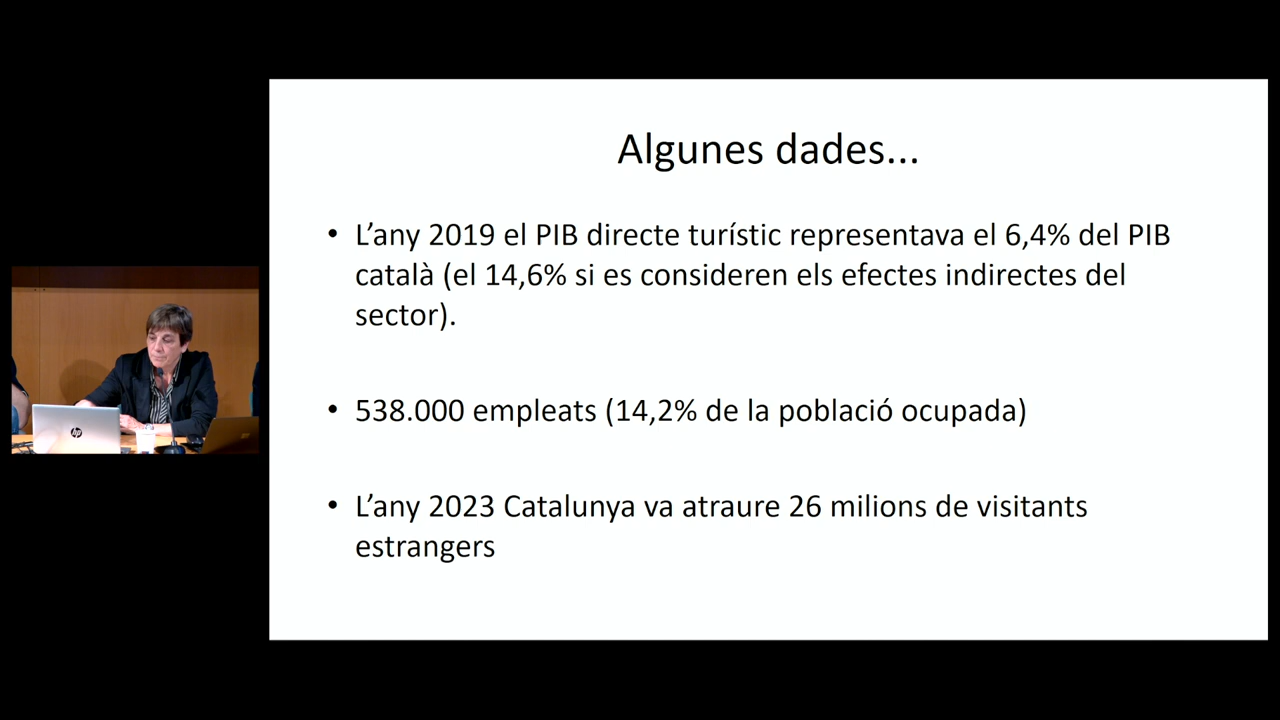 Algunes dades...
• L’any 2019 el PIB directe turístic representava el 6,4% del PIB
català (el 14,6% si es consideren els efectes indirectes del
sector).
• 538.000 empleats (14,2% de la població ocupada)
• L’any 2023 Catalunya va atraure 26 milions de visitants
estrangers
hp